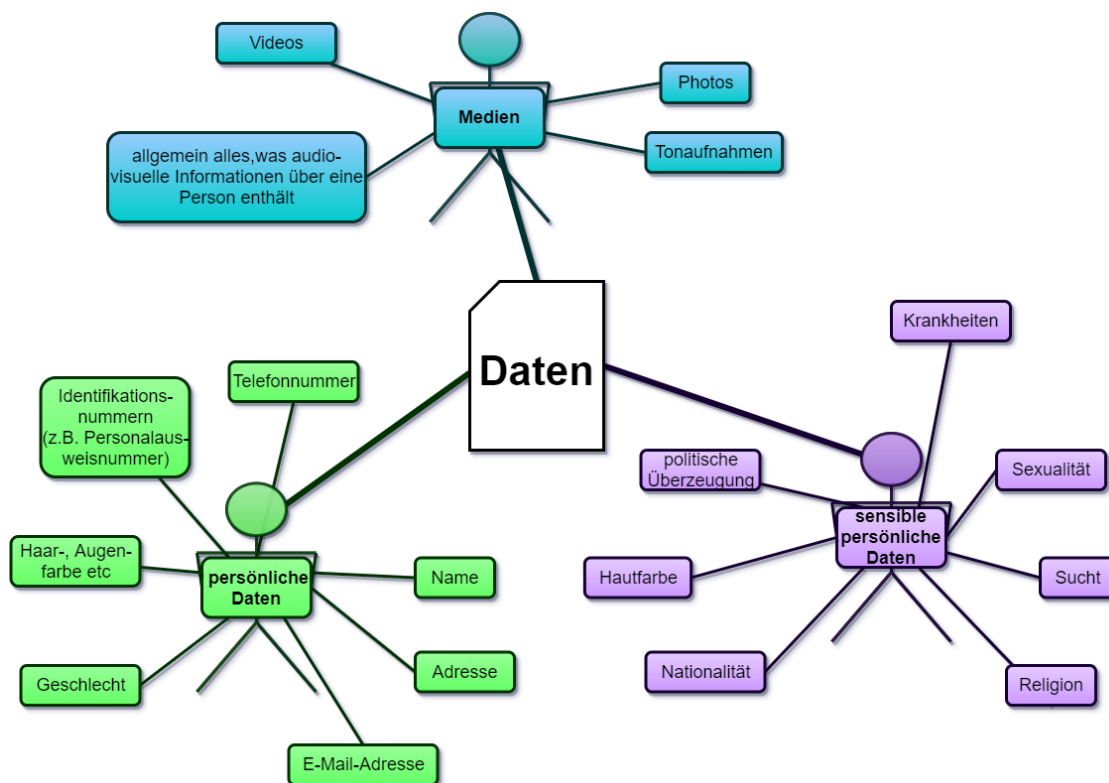 Videos
Photos
Medien
Tonaufnahmen
allgemein alles,was audio-
visuelle Informationen über eine
Person enthält
Daten
Telefonnummer
Identifikations-
nummern
(z.B. Personalaus-
weisnummer)
Haar-, Augen-
farbe etc
persönliche
Daten
Name
Geschlecht
Adresse
E-Mail-Adresse
Krankheiten
politische
Überzeugung
Sexualität
sensible
persönliche
Daten
Hautfarbe
Sucht
Nationalität
Religion